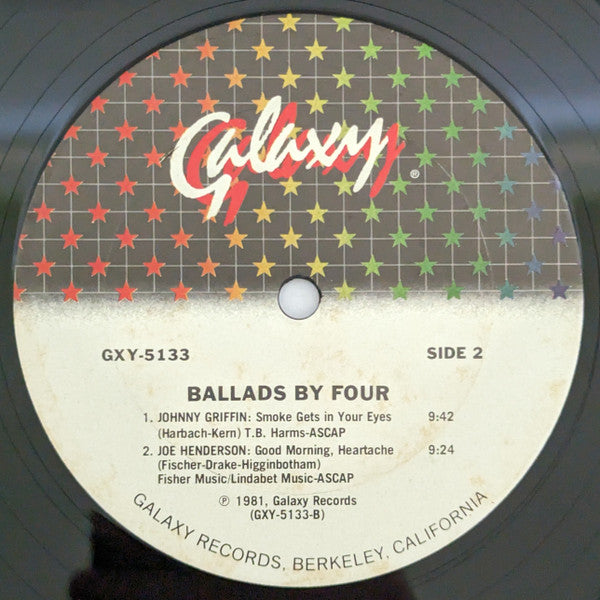 Galaxy®
GXY-5133 SIDE 2
BALLADS BY FOUR
1. JOHNNY GRIFFIN: Smoke Gets in Your Eyes 9:42
(Harbach-Kern) T.B. Harms-ASCAP
2. JOE HENDERSON: Good Morning, Heartache 9:24
(Fischer-Drake-Higginbotham)
Fisher Music/Lindabet Music-ASCAP
℗ 1981, Galaxy Records
(GXY-5133-B)
GALAXY RECORDS, BERKELEY, CALIFORNIA